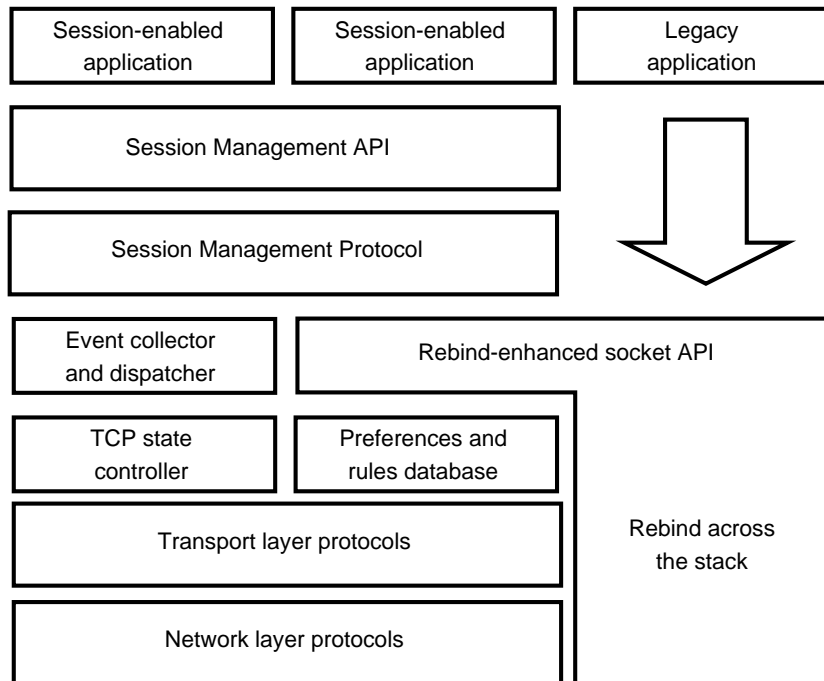 Session-enabled
application
Session-enabled
application
Legacy
application
Session Management API
Session Management Protocol
Event collector
and dispatcher
Rebind-enhanced socket API
TCP state
controller
Preferences and
rules database
Transport layer protocols
Rebind across
the stack
Network layer protocols